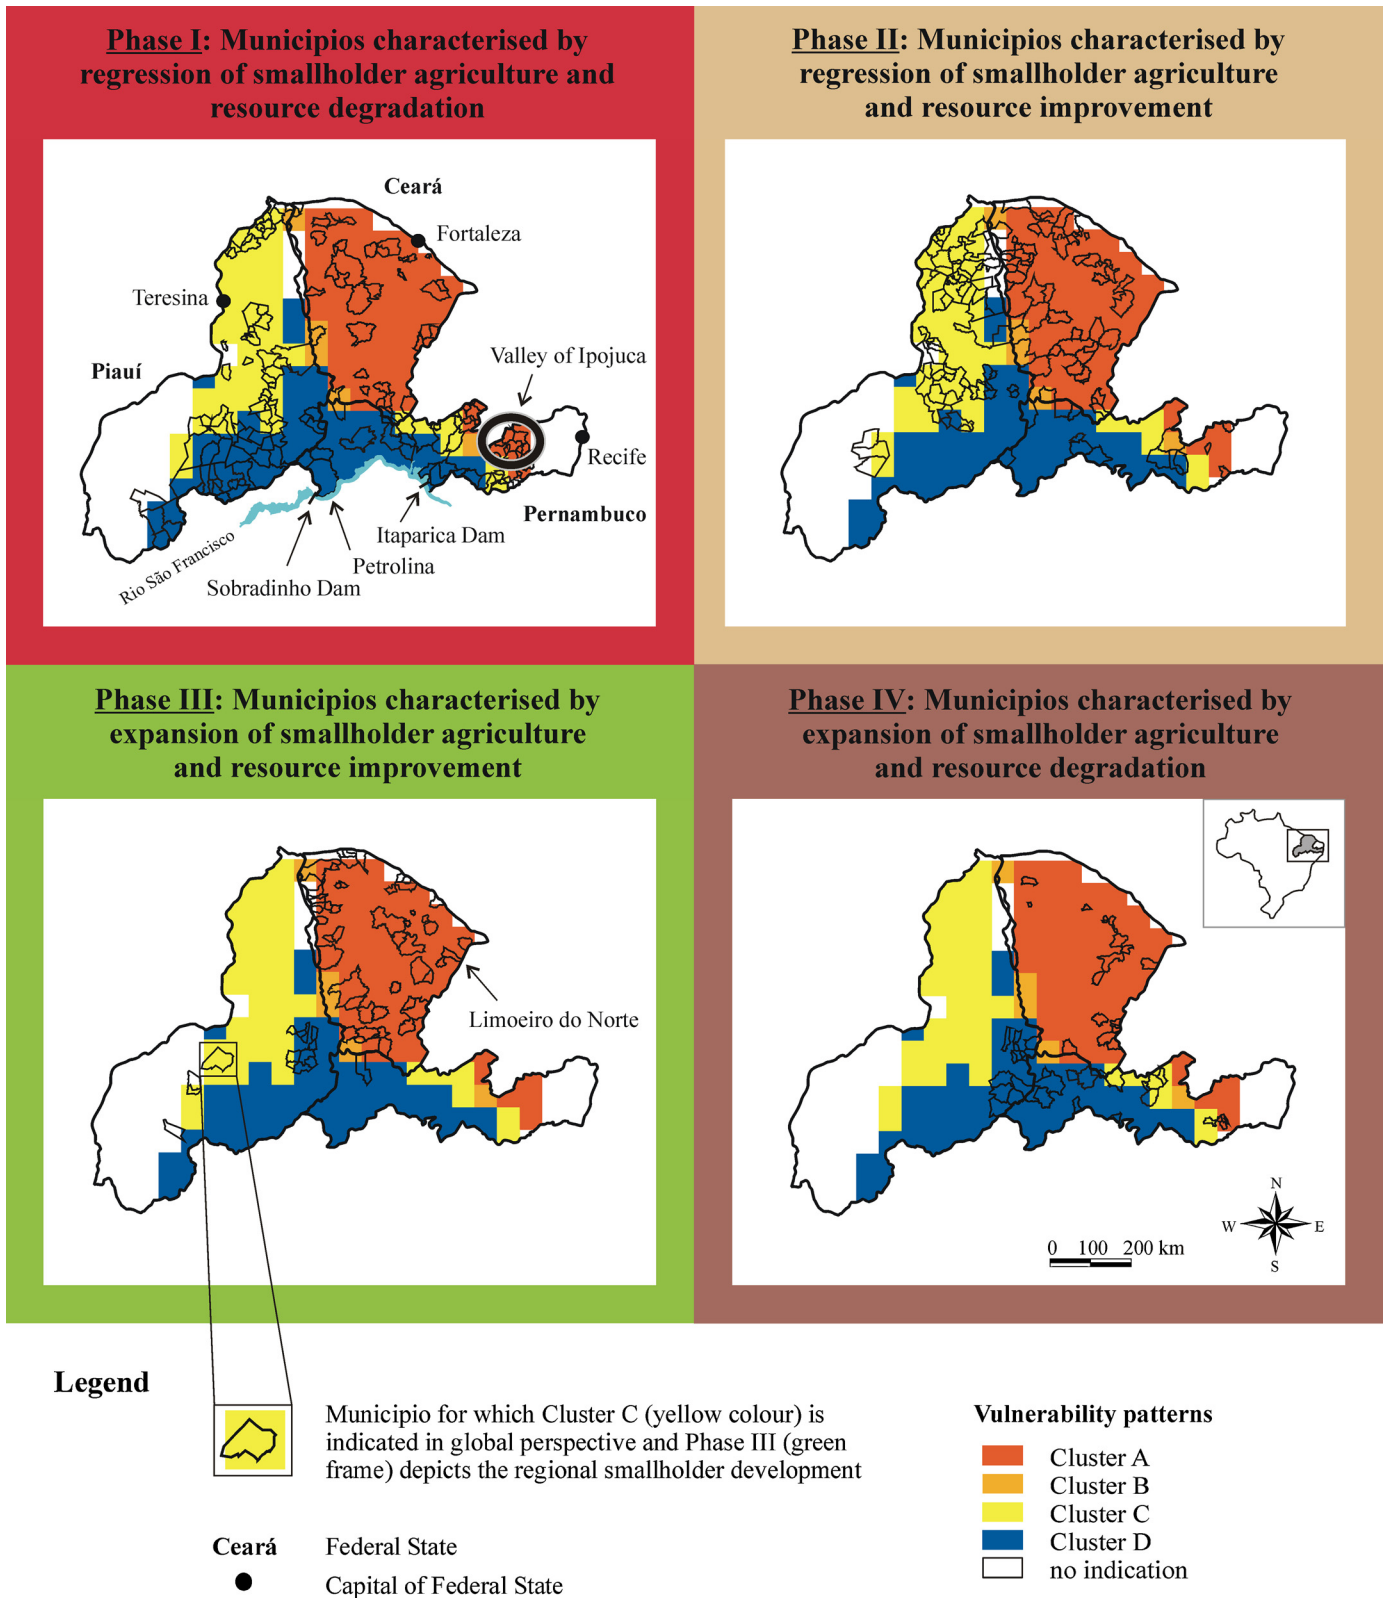 Phase I: Municipios characterised by
regression of smallholder agriculture and
resource degradation
Ceará
Fortaleza
Teresina
Valley of Ipojuca
Piauí
Recife
Pernambuco
Itaparica Dam
Petrolina
Rio São Francisco
Sobradinho Dam
Phase II: Municipios characterised by
regression of smallholder agriculture
and resource improvement
Phase III: Municipios characterised by
expansion of smallholder agriculture
and resource improvement
Limoeiro do Norte
Phase IV: Municipios characterised by
expansion of smallholder agriculture
and resource degradation
N
W E
S
0 100 200 km
Legend
Municipio for which Cluster C (yellow colour) is
indicated in global perspective and Phase III (green
frame) depicts the regional smallholder development
Ceará Federal State
Capital of Federal State
Vulnerability patterns
Cluster A
Cluster B
Cluster C
Cluster D
no indication